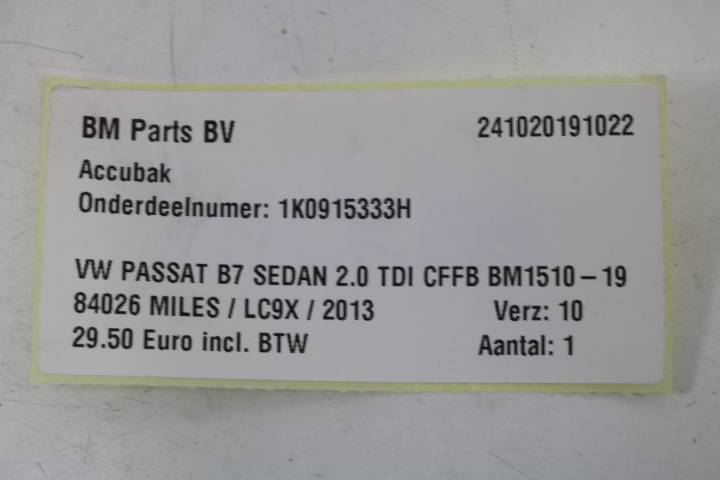 BM Parts BV 241020191022
Accubak
Onderdeelnumer: 1K0915333H
VW PASSAT B7 SEDAN 2.0 TDI CFFB BM1510-19
84026 MILES / LC9X / 2013 Verz: 10
29.50 Euro incl. BTW Aantal: 1